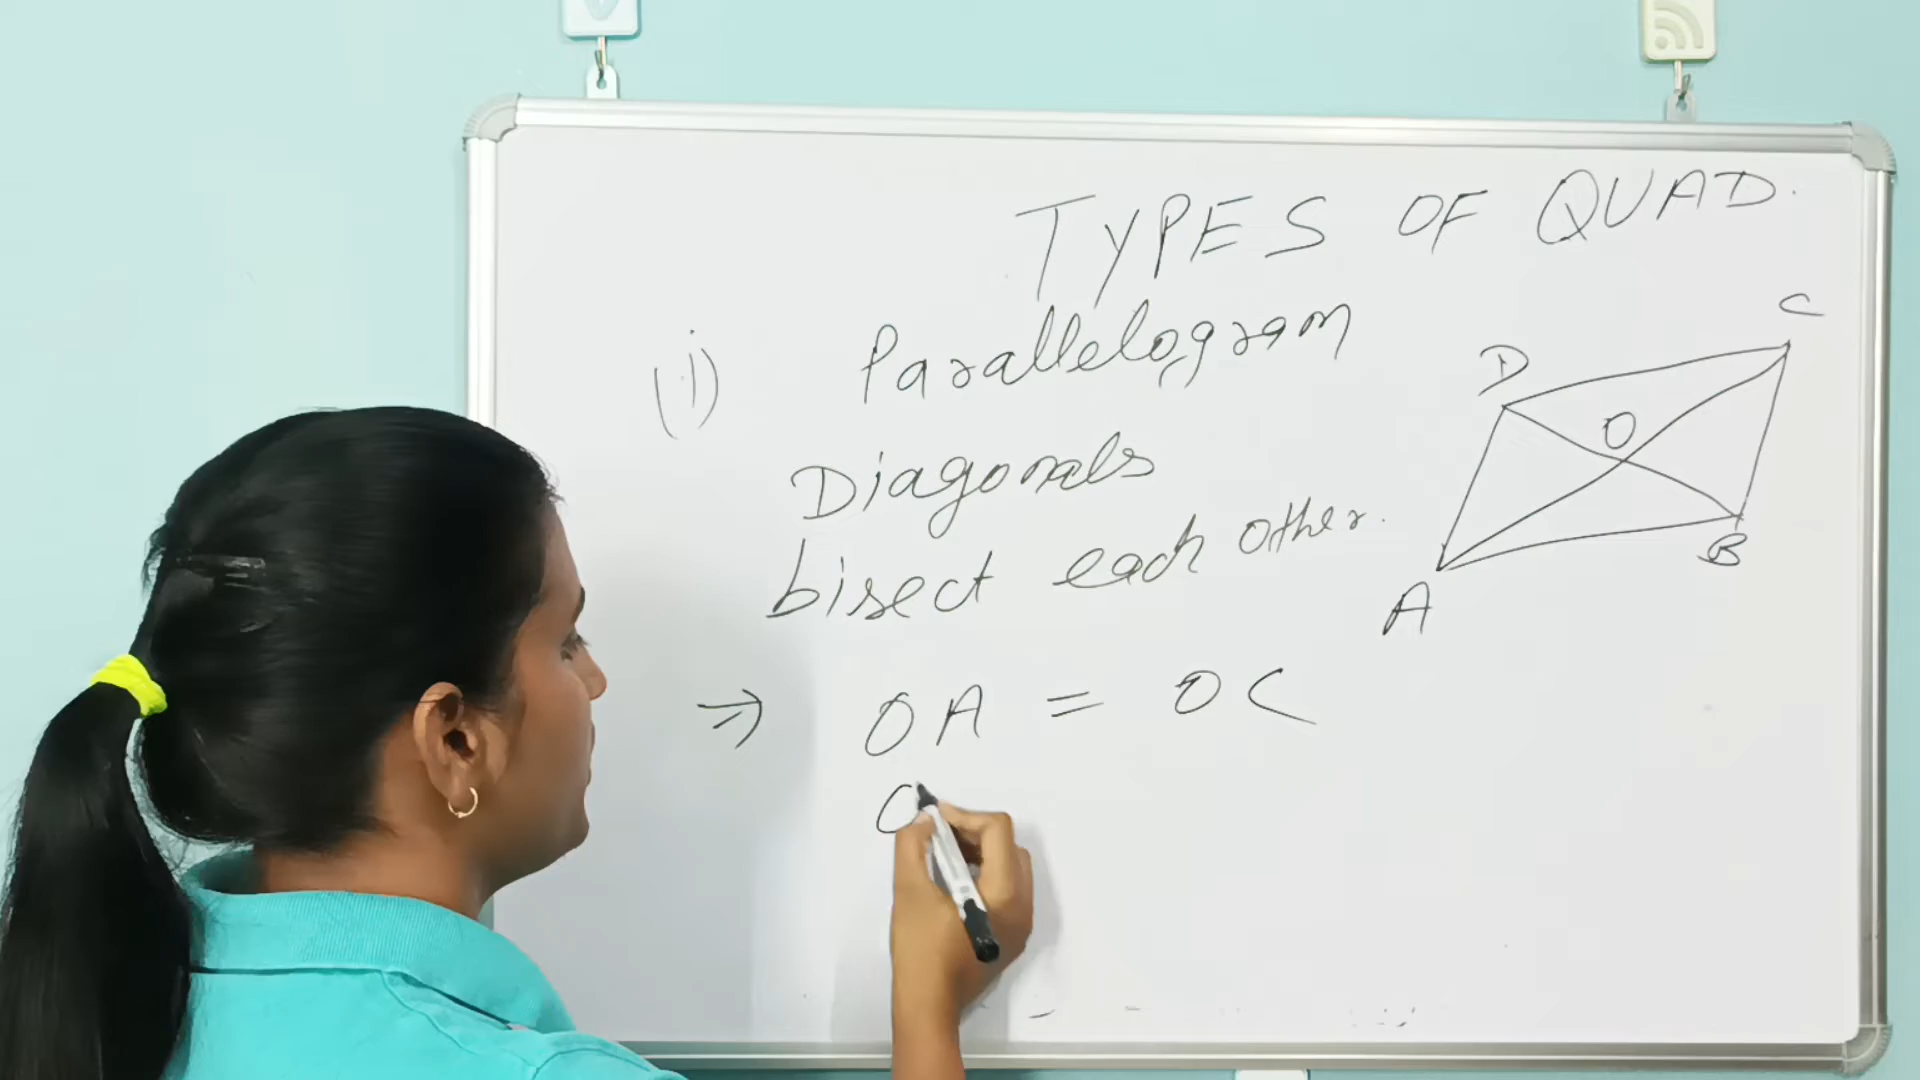 TYPES OF QUAD.
(i) Parallelogram
Diagonals
bisect each other.
⇒ OA = OC
O
D
C
O
A
B